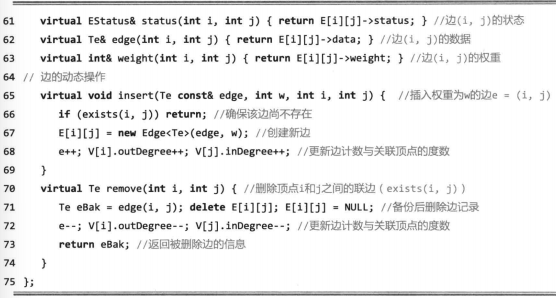 61 virtual EStatus& status(int i, int j) { return E[i][j]->status; } //边(i, j)的状态
62 virtual Te& edge(int i, int j) { return E[i][j]->data; } //边(i, j)的数据
63 virtual int& weight(int i, int j) { return E[i][j]->weight; } //边(i, j)的权重
64 // 边的动态操作
65 virtual void insert(Te const& edge, int w, int i, int j) { //插入权重为w的边e = (i, j)
66 if (exists(i, j)) return; //确保该边尚不存在
67 E[i][j] = new Edge<Te>(edge, w); //创建新边
68 e++; V[i].outDegree++; V[j].inDegree++; //更新边计数与关联顶点的度数
69 }
70 virtual Te remove(int i, int j) { //删除顶点i和j之间的联边（exists(i, j)）
71 Te eBak = edge(i, j); delete E[i][j]; E[i][j] = NULL; //备份后删除边记录
72 e--; V[i].outDegree--; V[j].inDegree--; //更新边计数与关联顶点的度数
73 return eBak; //返回被删除边的信息
74 }
75 };